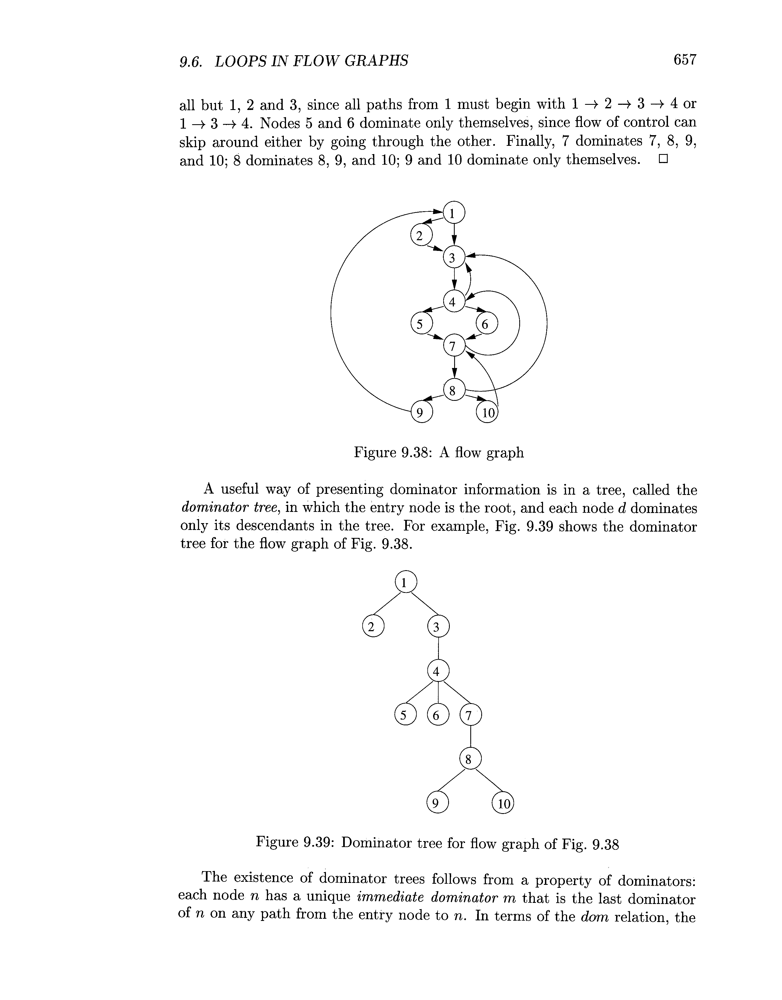 9.6. LOOPS IN FLOW GRAPHS 657
all but 1, 2 and 3, since all paths from 1 must begin with 1 → 2 → 3 → 4 or
1 → 3 → 4. Nodes 5 and 6 dominate only themselves, since flow of control can
skip around either by going through the other. Finally, 7 dominates 7, 8, 9,
and 10; 8 dominates 8, 9, and 10; 9 and 10 dominate only themselves. □
1
2
3
4
5 6
7
8
9 10
Figure 9.38: A flow graph
A useful way of presenting dominator information is in a tree, called the
dominator tree, in which the entry node is the root, and each node d dominates
only its descendants in the tree. For example, Fig. 9.39 shows the dominator
tree for the flow graph of Fig. 9.38.
1
2 3
4
5 6 7
8
9 10
Figure 9.39: Dominator tree for flow graph of Fig. 9.38
The existence of dominator trees follows from a property of dominators:
each node n has a unique immediate dominator m that is the last dominator
of n on any path from the entry node to n. In terms of the dom relation, the